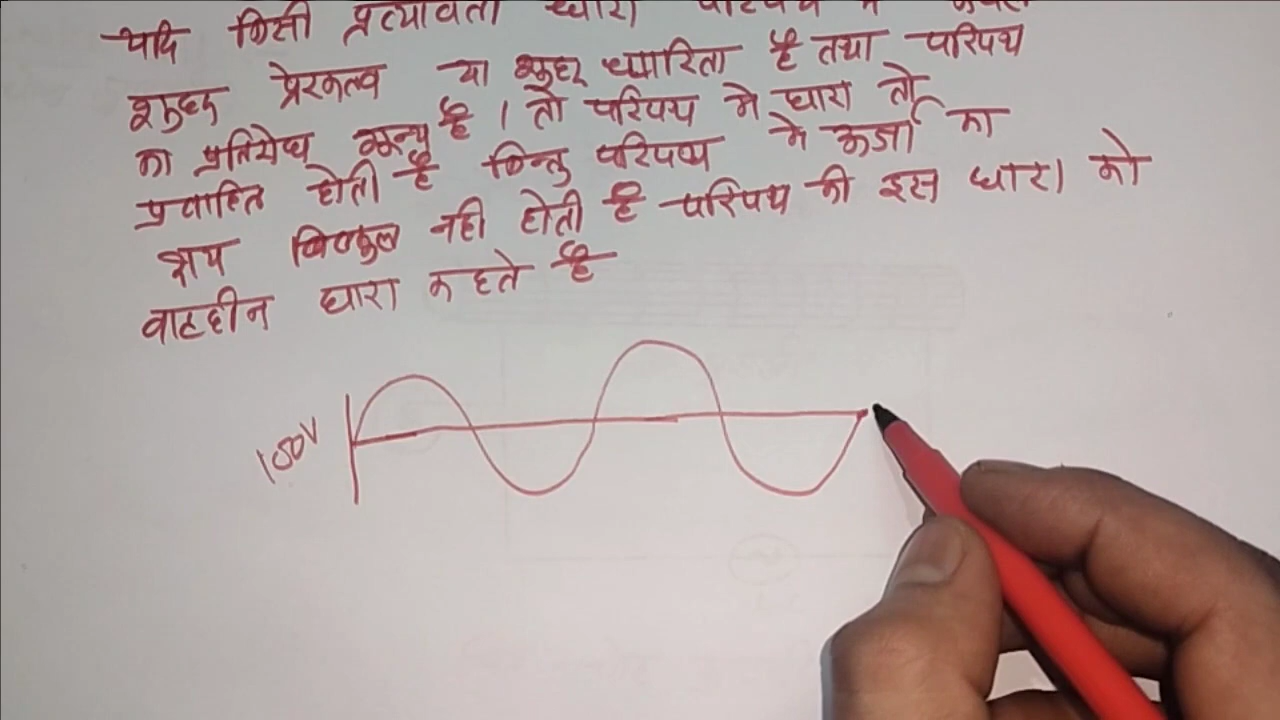 यदि किसी प्रत्यावर्ती धारा परिपथ में केवल
शुद्ध प्रेरकत्व या शुद्ध धारिता है तथा परिपथ
का प्रतिरोध शून्य है। तो परिपथ मे धारा तो
प्रवाहित होती है किन्तु परिपथ मे ऊर्जा का
क्षय बिल्कुल नही होती है परिपथ की इस धारा को
वाटहीन धारा कहते है
100V